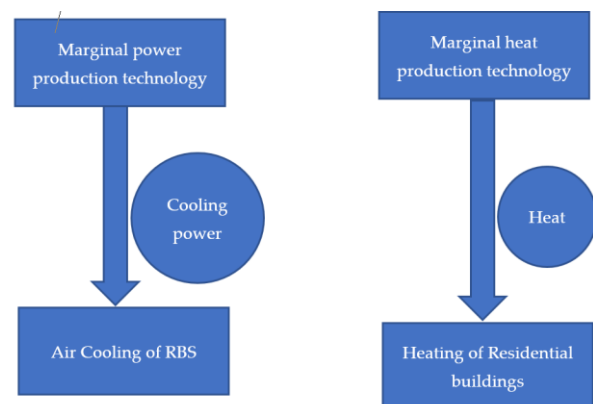 Marginal power
production technology
Cooling
power
Air Cooling of RBS
Marginal heat
production technology
Heat
Heating of Residential
buildings